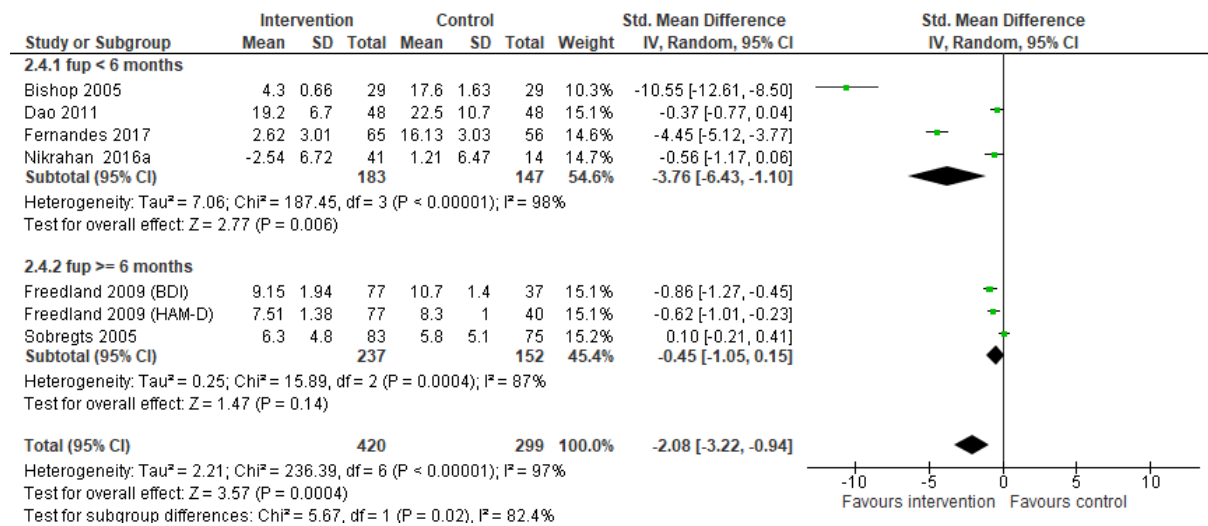 Intervention Control Std. Mean Difference Std. Mean Difference
Study or Subgroup Mean SD Total Mean SD Total Weight IV, Random, 95% CI IV, Random, 95% CI
2.4.1 fup < 6 months
Bishop 2005 4.3 0.66 29 17.6 1.63 29 10.3% -10.55 [-12.61, -8.50]
Dao 2011 19.2 6.7 48 22.5 10.7 48 15.1% -0.37 [-0.77, 0.04]
Fernandes 2017 2.62 3.01 65 16.13 3.03 56 14.6% -4.45 [-5.12, -3.77]
Nikrahan 2016a -2.54 6.72 41 1.21 6.47 14 14.7% -0.56 [-1.17, 0.06]
Subtotal (95% CI) 183 147 54.6% -3.76 [-6.43, -1.10]
Heterogeneity: Tau² = 7.06; Chi² = 187.45, df = 3 (P < 0.00001); I² = 98%
Test for overall effect: Z = 2.77 (P = 0.006)
2.4.2 fup >= 6 months
Freedland 2009 (BDI) 9.15 1.94 77 10.7 1.4 37 15.1% -0.86 [-1.27, -0.45]
Freedland 2009 (HAM-D) 7.51 1.38 77 8.3 1 40 15.1% -0.62 [-1.01, -0.23]
Sobregts 2005 6.3 4.8 83 5.8 5.1 75 15.2% 0.10 [-0.21, 0.41]
Subtotal (95% CI) 237 152 45.4% -0.45 [-1.05, 0.15]
Heterogeneity: Tau² = 0.25; Chi² = 15.89, df = 2 (P = 0.0004); I² = 87%
Test for overall effect: Z = 1.47 (P = 0.14)
Total (95% CI) 420 299 100.0% -2.08 [-3.22, -0.94]
Heterogeneity: Tau² = 2.21; Chi² = 236.39, df = 6 (P < 0.00001); I² = 97%
Test for overall effect: Z = 3.57 (P = 0.0004)
Test for subgroup differences: Chi² = 5.67, df = 1 (P = 0.02), I² = 82.4%
-10 -5 0 5 10
Favours intervention Favours control